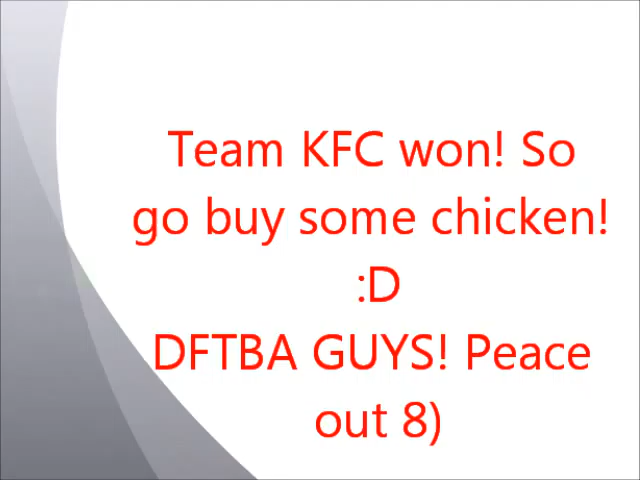 Team KFC won! So
go buy some chicken!
:D
DFTBA GUYS! Peace
out 8)